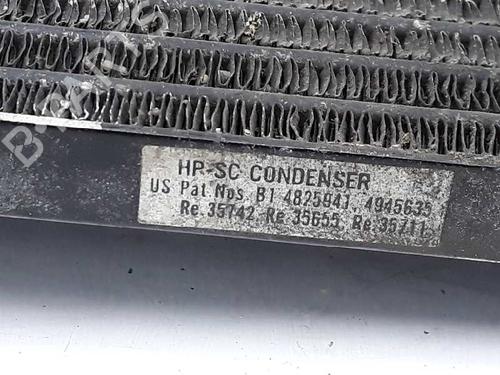 HP-SC CONDENSER
US Pat. Nos. B1 4825941, 4945635
Re.35742, Re.35655, Re.35711